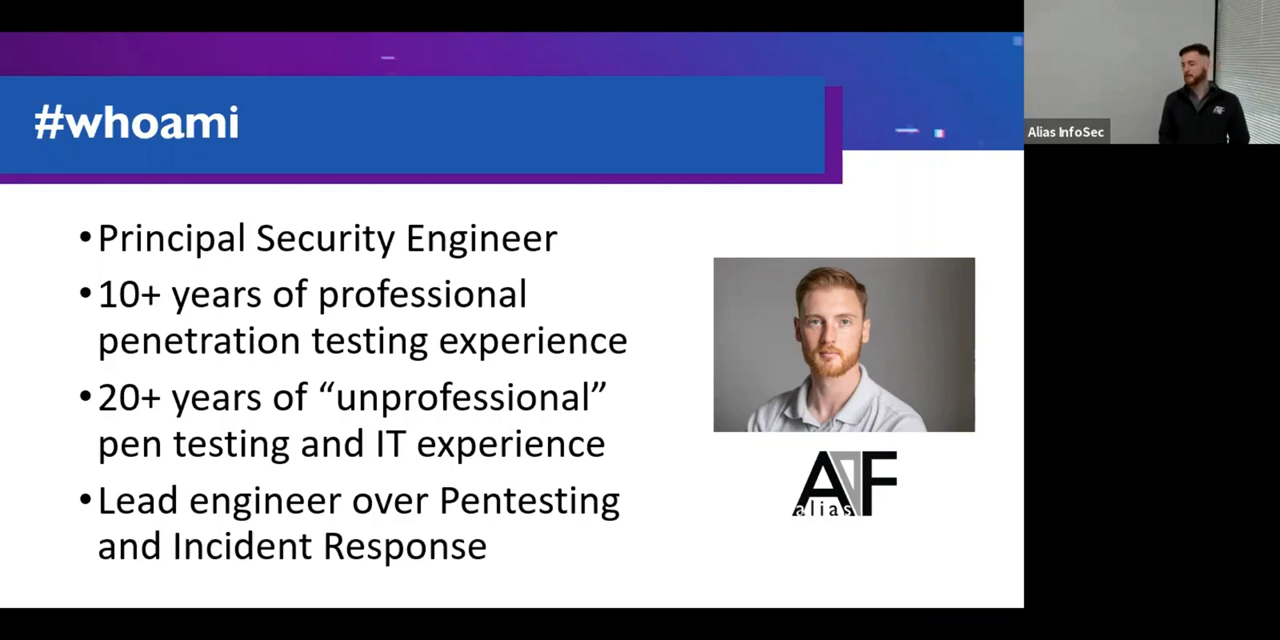 #whoami
•Principal Security Engineer
•10+ years of professional
penetration testing experience
•20+ years of “unprofessional”
pen testing and IT experience
•Lead engineer over Pentesting
and Incident Response
AF
alias
Alias InfoSec
AF